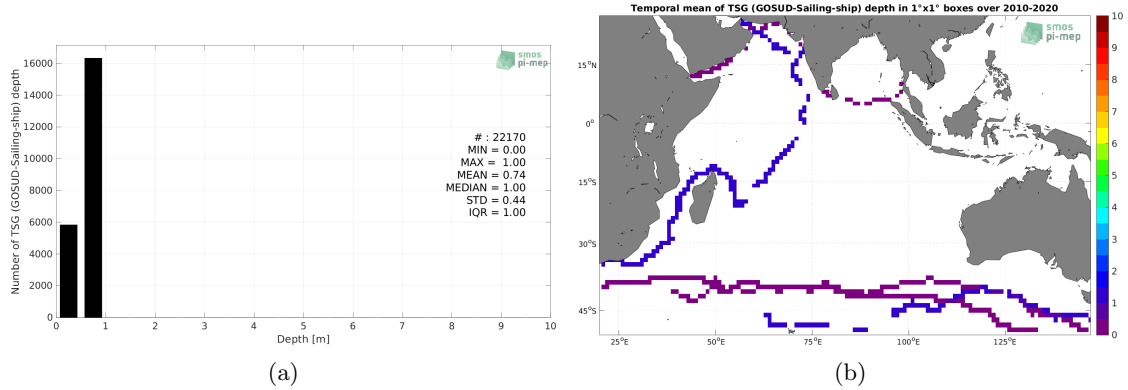 16000
14000
12000
10000
8000
6000
4000
2000
0
Number of TSG (GOSUD-Sailing-ship) depth
0 1 2 3 4 5 6 7 8 9 10
Depth [m]
smos
pi-mep
# : 22170
MIN = 0.00
MAX = 1.00
MEAN = 0.74
MEDIAN = 1.00
STD = 0.44
IQR = 1.00
(a)
Temporal mean of TSG (GOSUD-Sailing-ship) depth in 1°x1° boxes over 2010-2020
smos
pi-mep
15°N
0°
15°S
30°S
45°S
25°E 50°E 75°E 100°E 125°E
10
9
8
7
6
5
4
3
2
1
0
(b)